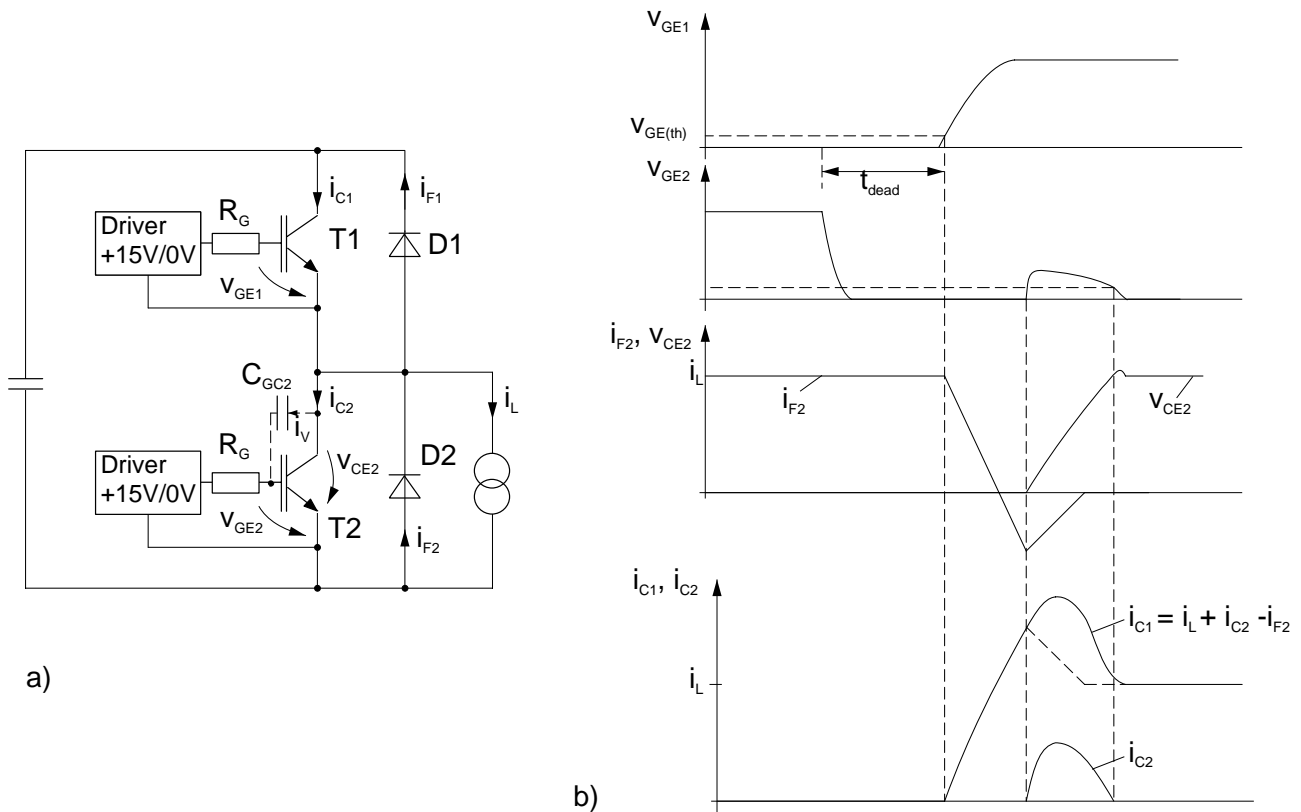 Driver
+15V/0V
R_G
v_GE1
i_C1
T1
i_F1
D1
C_GC2
i_C2
i_V
i_L
Driver
+15V/0V
R_G
v_GE2
v_CE2
T2
D2
i_F2
a)
v_GE1
v_GE(th)
v_GE2
t_dead
i_F2, v_CE2
i_L
i_F2
v_CE2
i_C1, i_C2
i_C1 = i_L + i_C2 -i_F2
i_L
i_C2
b)